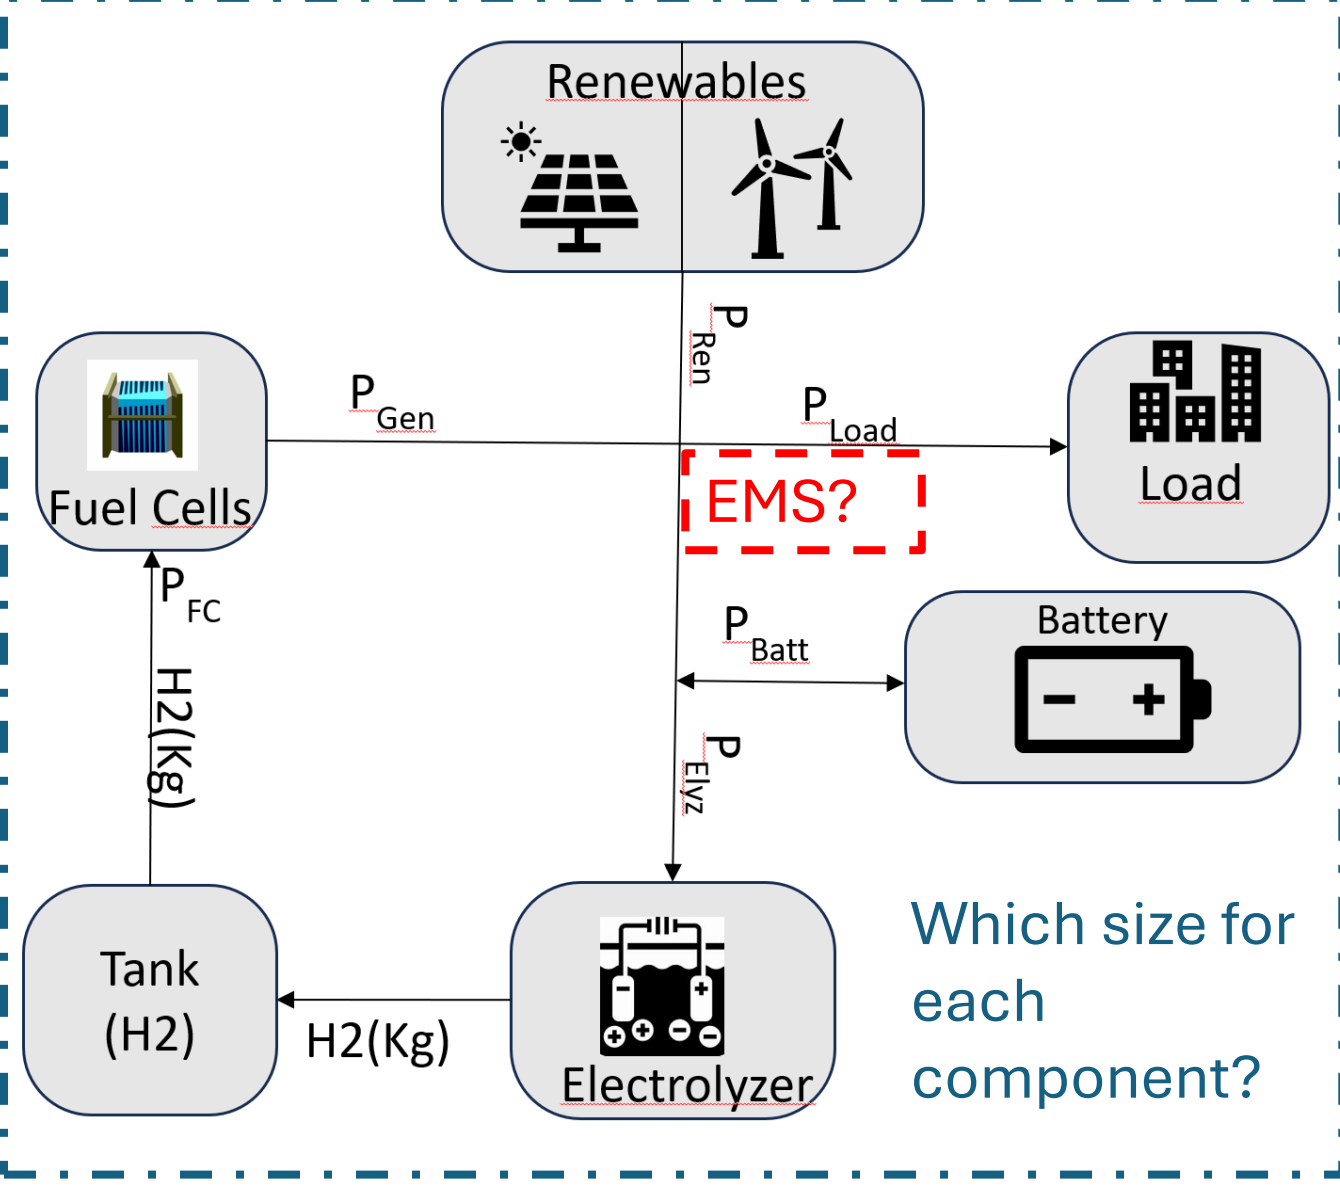 Renewables
P
Ren
P
Gen
P
Load
Fuel Cells
Load
EMS?
P
FC
P
Batt
Battery
− +
H2(Kg)
P
Elyz
Tank
(H2)
H2(Kg)
Electrolyzer
Which size for
each
component?